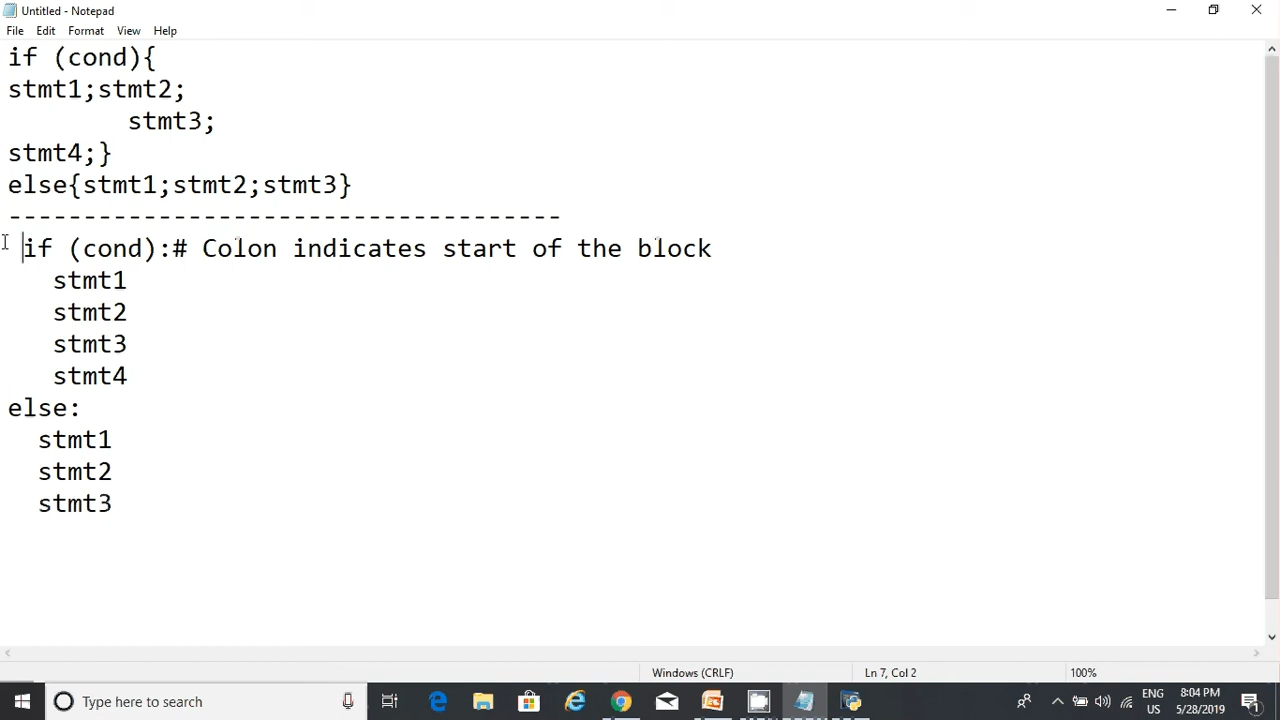 Untitled - Notepad
File Edit Format View Help
if (cond){
stmt1;stmt2;
        stmt3;
stmt4;}
else{stmt1;stmt2;stmt3}
-------------------------------------
 if (cond):# Colon indicates start of the block
   stmt1
   stmt2
   stmt3
   stmt4
else:
  stmt1
  stmt2
  stmt3
Windows (CRLF) Ln 7, Col 2 100%
Type here to search
ENG 8:04 PM
US 5/28/2019
1